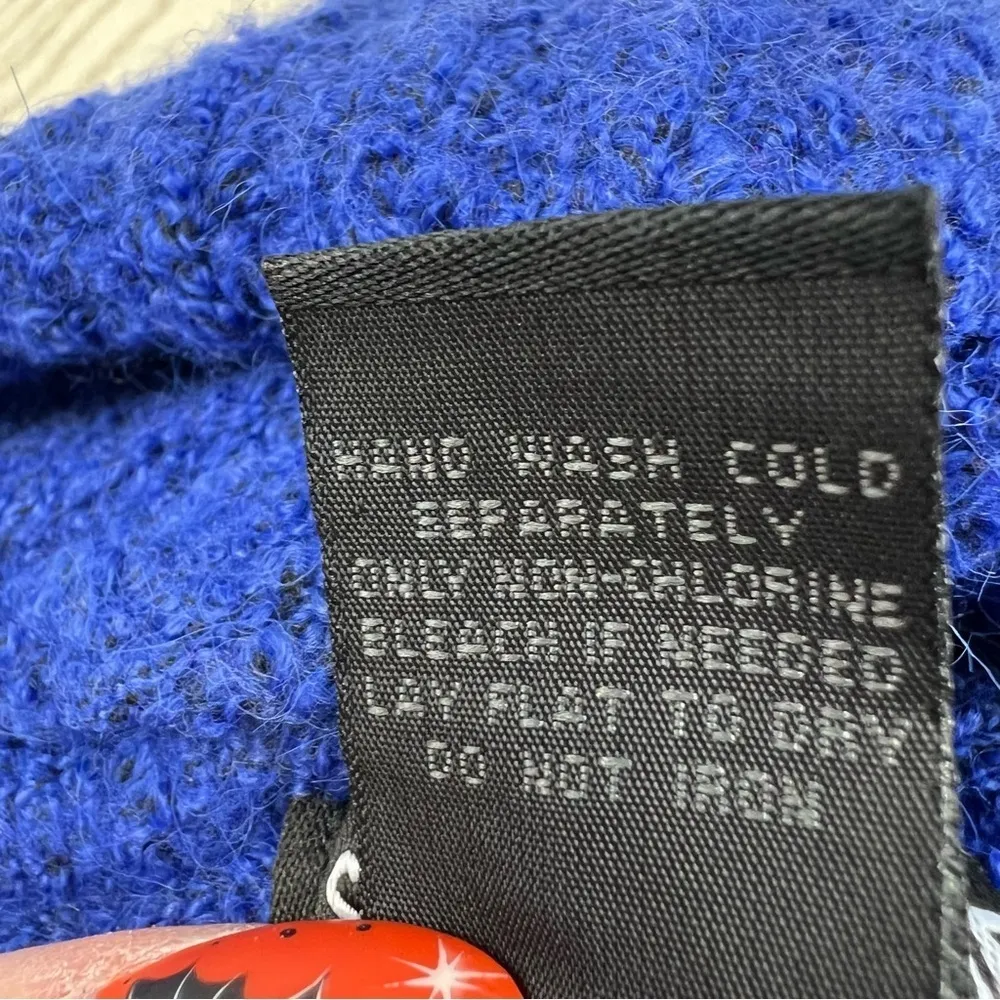 HAND WASH COLD
SEPARATELY
ONLY NON-CHLORINE
BLEACH IF NEEDED
LAY FLAT TO DRY
DO NOT IRON